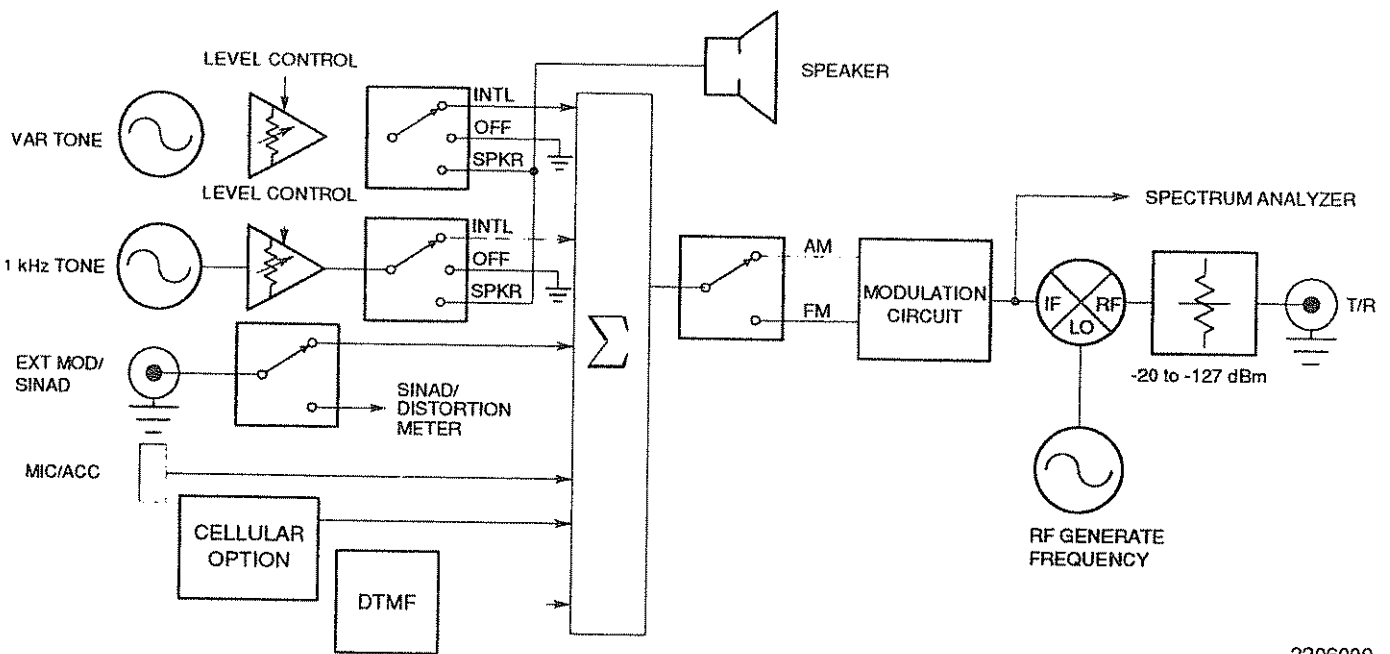 LEVEL CONTROL
SPEAKER
VAR TONE
INTL
OFF
SPKR
LEVEL CONTROL
1 kHz TONE
INTL
OFF
SPKR
EXT MOD/
SINAD
SINAD/
DISTORTION
METER
MIC/ACC
CELLULAR
OPTION
DTMF
Σ
AM
FM
MODULATION
CIRCUIT
SPECTRUM ANALYZER
IF
RF
LO
T/R
-20 to -127 dBm
RF GENERATE
FREQUENCY